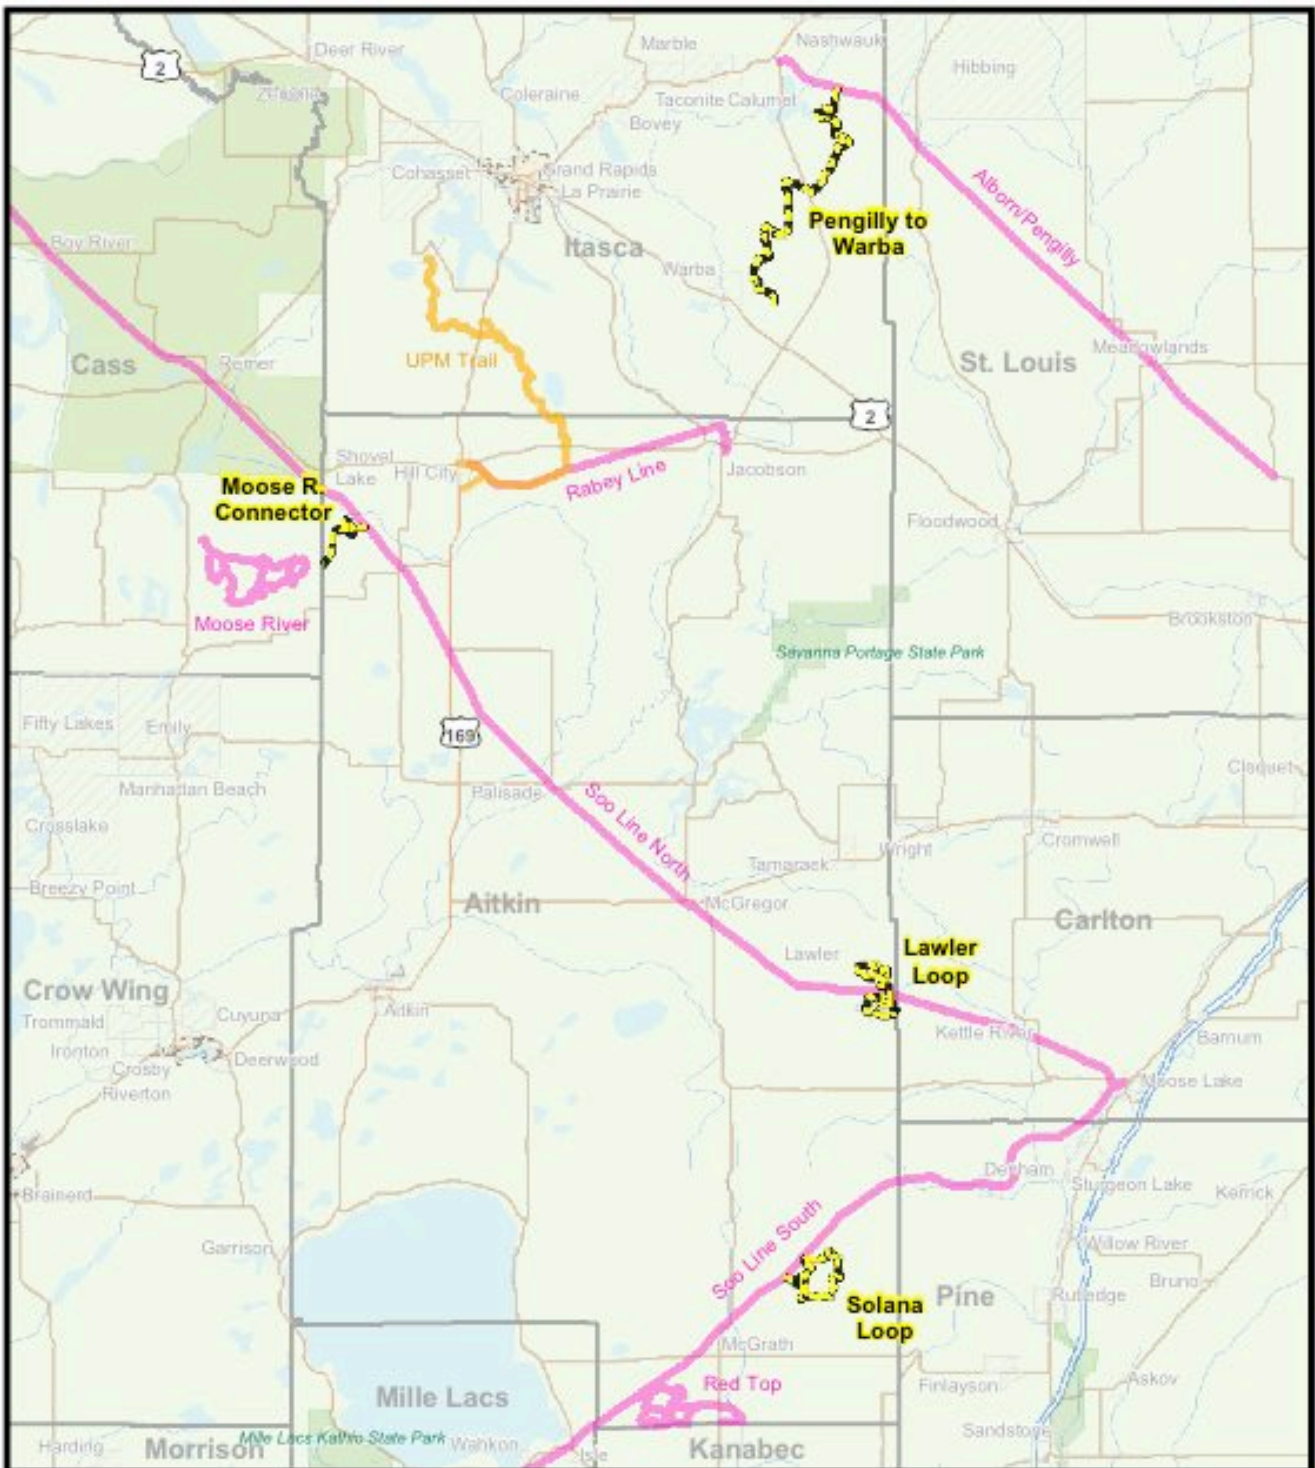 Deer River
Marble
Nashwauk
2
Hibbing
Zemple
Coleraine
Taconite Calumet
Bovey
Cohasset
Grand Rapids
La Prairie
Alborn/Pengilly
Pengilly to
Warba
Boy River
Itasca
Warba
Cass
Remer
UPM Trail
St. Louis
Meadowlands
2
Shovel
Lake
Hill City
Rabey Line
Jacobson
Moose R.
Connector
Floodwood
Moose River
Brookston
Savanna Portage State Park
Fifty Lakes
Emily
169
Cloquet
Manhattan Beach
Palisade
Soo Line North
Crosslake
Cromwell
Wright
Tamarack
Breezy Point
Aitkin
McGregor
Carlton
Lawler
Lawler
Loop
Crow Wing
Trommald
Cuyuna
Aitkin
Kettle River
Barnum
Ironton
Deerwood
Crosby
Riverton
Moose Lake
Denham
Sturgeon Lake
Kerrick
Brainerd
Soo Line South
Garrison
Willow River
Bruno
Pine
Rutledge
Solana
Loop
McGrath
Red Top
Finlayson
Askov
Mille Lacs
Sandstone
Harding
Morrison
Mille Lacs Kathio State Park
Wahkon
Isle
Kanabec